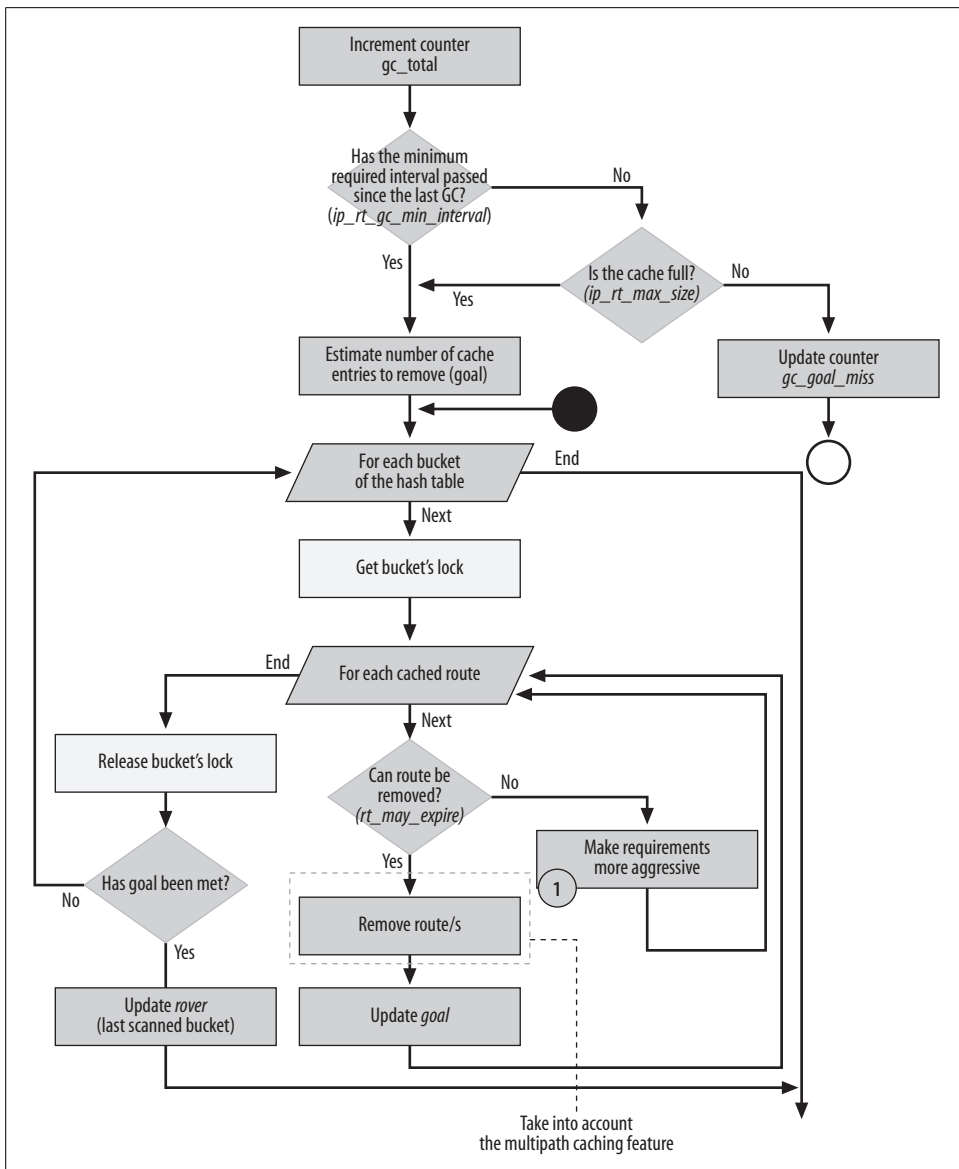 Increment counter
gc_total
Has the minimum
required interval passed
since the last GC?
(ip_rt_gc_min_interval)
No
Yes
Is the cache full?
(ip_rt_max_size)
No
Yes
Estimate number of cache
entries to remove (goal)
Update counter
gc_goal_miss
For each bucket
of the hash table
End
Next
Get bucket's lock
For each cached route
End
Next
Release bucket's lock
Can route be
removed?
(rt_may_expire)
No
Yes
Make requirements
more aggressive
1
Has goal been met?
No
Yes
Remove route/s
Update rover
(last scanned bucket)
Update goal
Take into account
the multipath caching feature